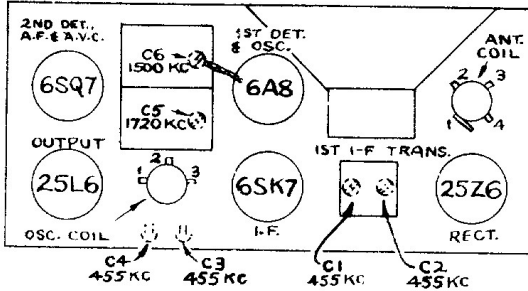 2ND DET.,
A.F. & A.V.C.
6SQ7
C6
1500 KC
C5
1720 KC
1ST DET.
& OSC.
6A8
ANT.
COIL
2 3
1 4
OUTPUT
25L6
2
1 3
OSC. COIL
6SK7
I.F.
1ST I-F TRANS.
25Z6
RECT.
C4
455 KC
C3
455 KC
C1
455 KC
C2
455 KC